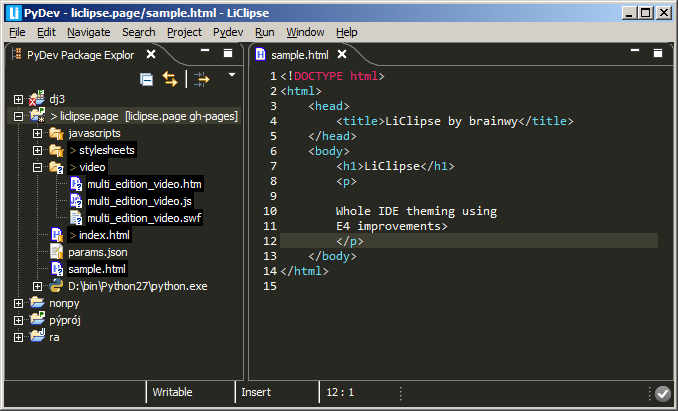 PyDev - liclipse.page/sample.html - LiClipse
File Edit Navigate Search Project Pydev Run Window Help
PyDev Package Explor
dj3
> liclipse.page [liclipse.page gh-pages]
javascripts
> stylesheets
> video
multi_edition_video.htm
multi_edition_video.js
multi_edition_video.swf
> index.html
params.json
sample.html
D:\bin\Python27\python.exe
nonpy
pýprój
ra
sample.html
1 <!DOCTYPE html>
2 <html>
3 <head>
4 <title>LiClipse by brainwy</title>
5 </head>
6 <body>
7 <h1>LiClipse</h1>
8 <p>
9
10 Whole IDE theming using
11 E4 improvements>
12 </p>
13 </body>
14 </html>
15
Writable Insert 12 : 1